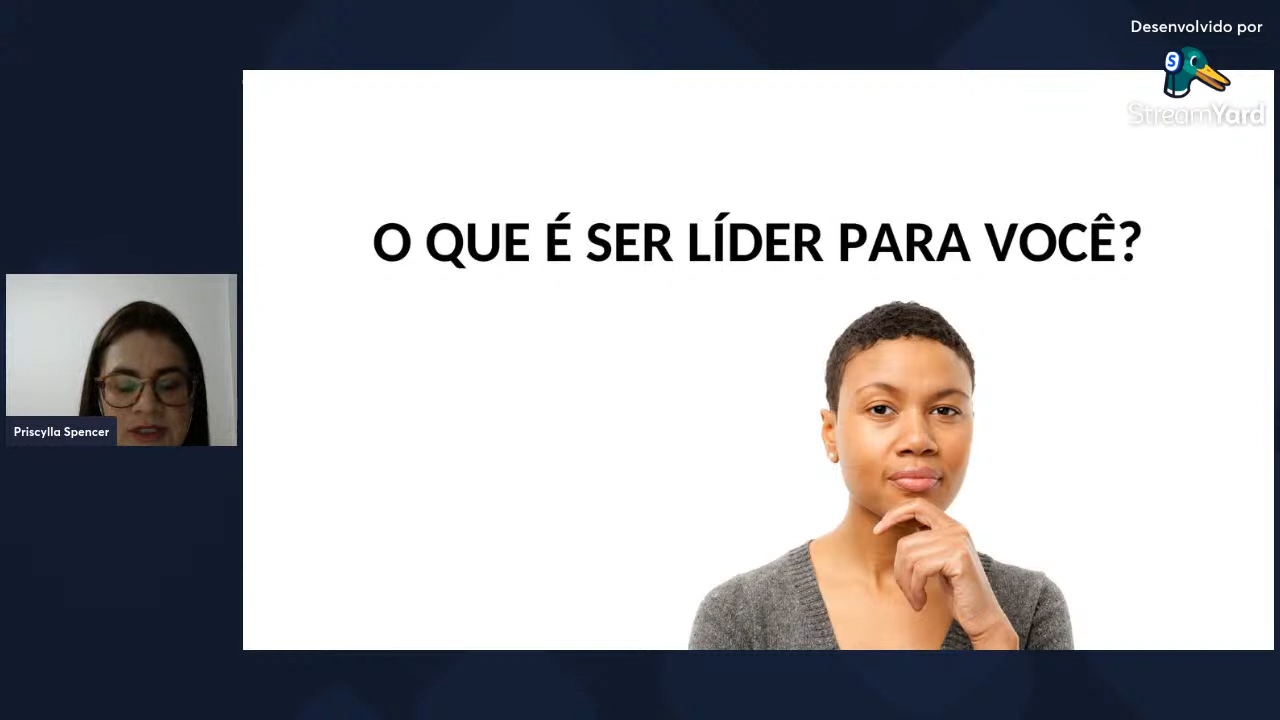 Desenvolvido por
S
StreamYard
O QUE É SER LÍDER PARA VOCÊ?
Priscylla Spencer